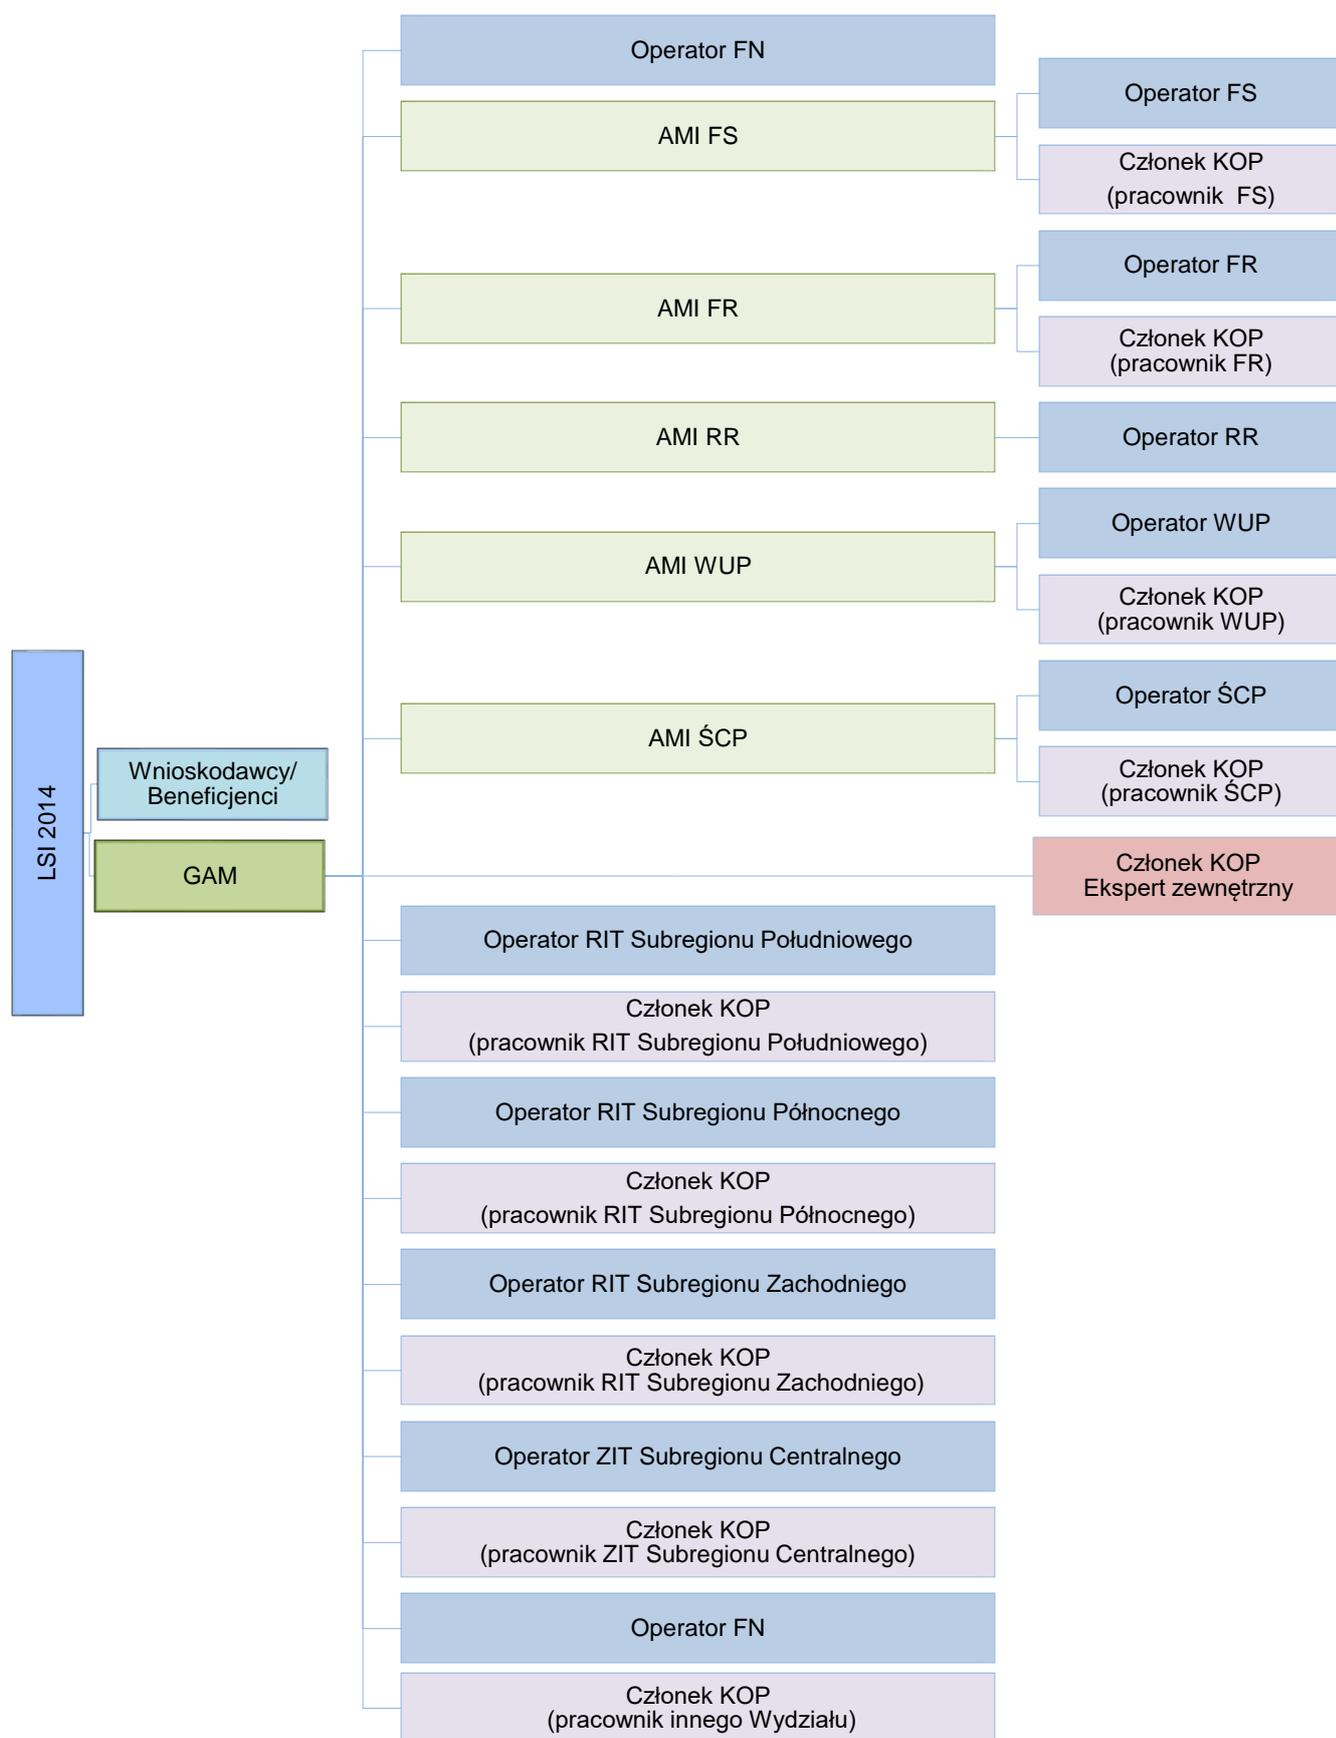 LSI 2014
Wnioskodawcy/
Beneficjenci
GAM
Operator FN
AMI FS
Operator FS
Członek KOP
(pracownik  FS)
AMI FR
Operator FR
Członek KOP
(pracownik FR)
AMI RR
Operator RR
AMI WUP
Operator WUP
Członek KOP
(pracownik WUP)
AMI ŚCP
Operator ŚCP
Członek KOP
(pracownik ŚCP)
Członek KOP
Ekspert zewnętrzny
Operator RIT Subregionu Południowego
Członek KOP
(pracownik RIT Subregionu Południowego)
Operator RIT Subregionu Północnego
Członek KOP
(pracownik RIT Subregionu Północnego)
Operator RIT Subregionu Zachodniego
Członek KOP
(pracownik RIT Subregionu Zachodniego)
Operator ZIT Subregionu Centralnego
Członek KOP
(pracownik ZIT Subregionu Centralnego)
Operator FN
Członek KOP
(pracownik innego Wydziału)